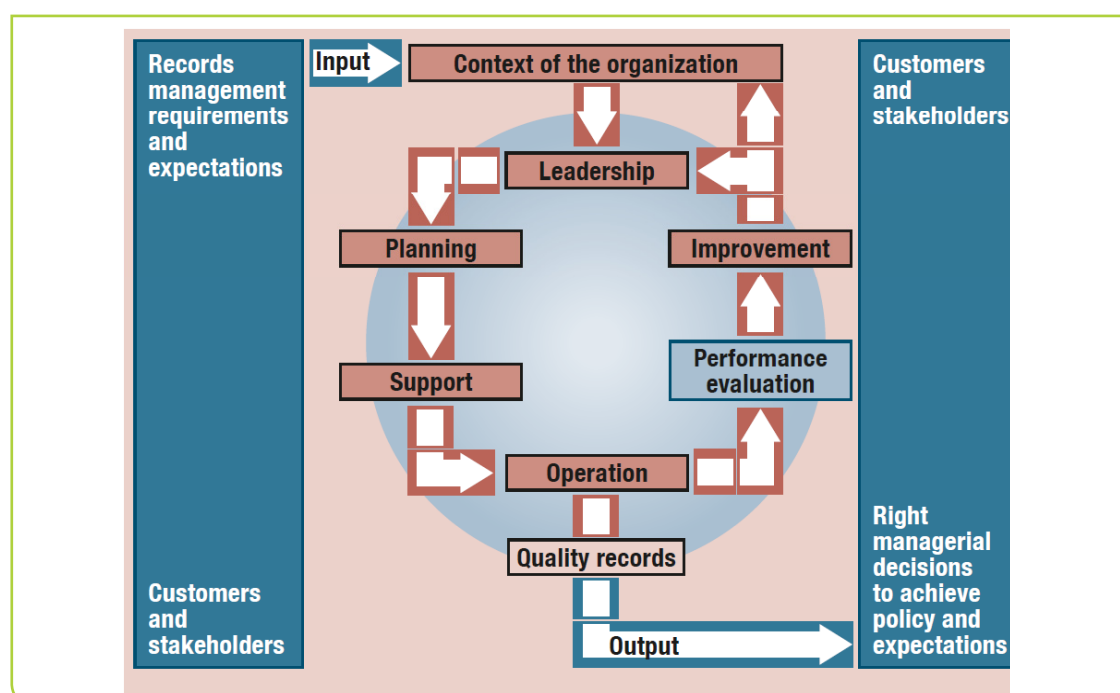 Records
management
requirements
and
expectations
Customers
and
stakeholders
Input
Context of the organization
Leadership
Planning
Support
Operation
Quality records
Output
Improvement
Performance
evaluation
Customers
and
stakeholders
Right
managerial
decisions
to achieve
policy and
expectations